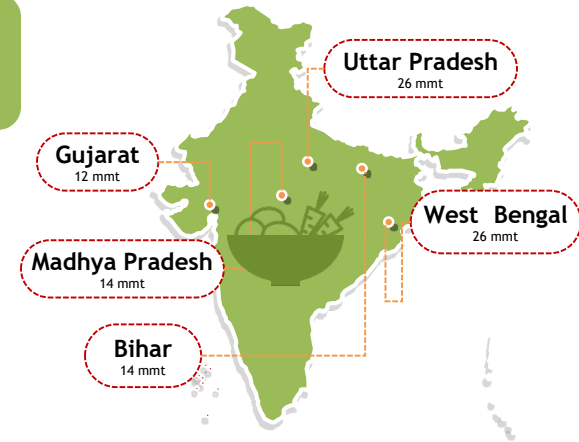 Uttar Pradesh
26 mmt
Gujarat
12 mmt
West Bengal
26 mmt
Madhya Pradesh
14 mmt
Bihar
14 mmt